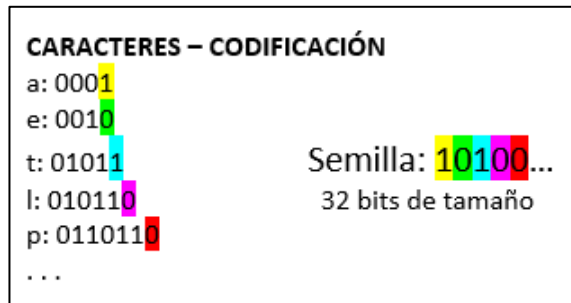 CARACTERES – CODIFICACIÓN
a: 0001
e: 0010
t: 01011
l: 010110
p: 0110110
. . .
Semilla: 10100...
32 bits de tamaño